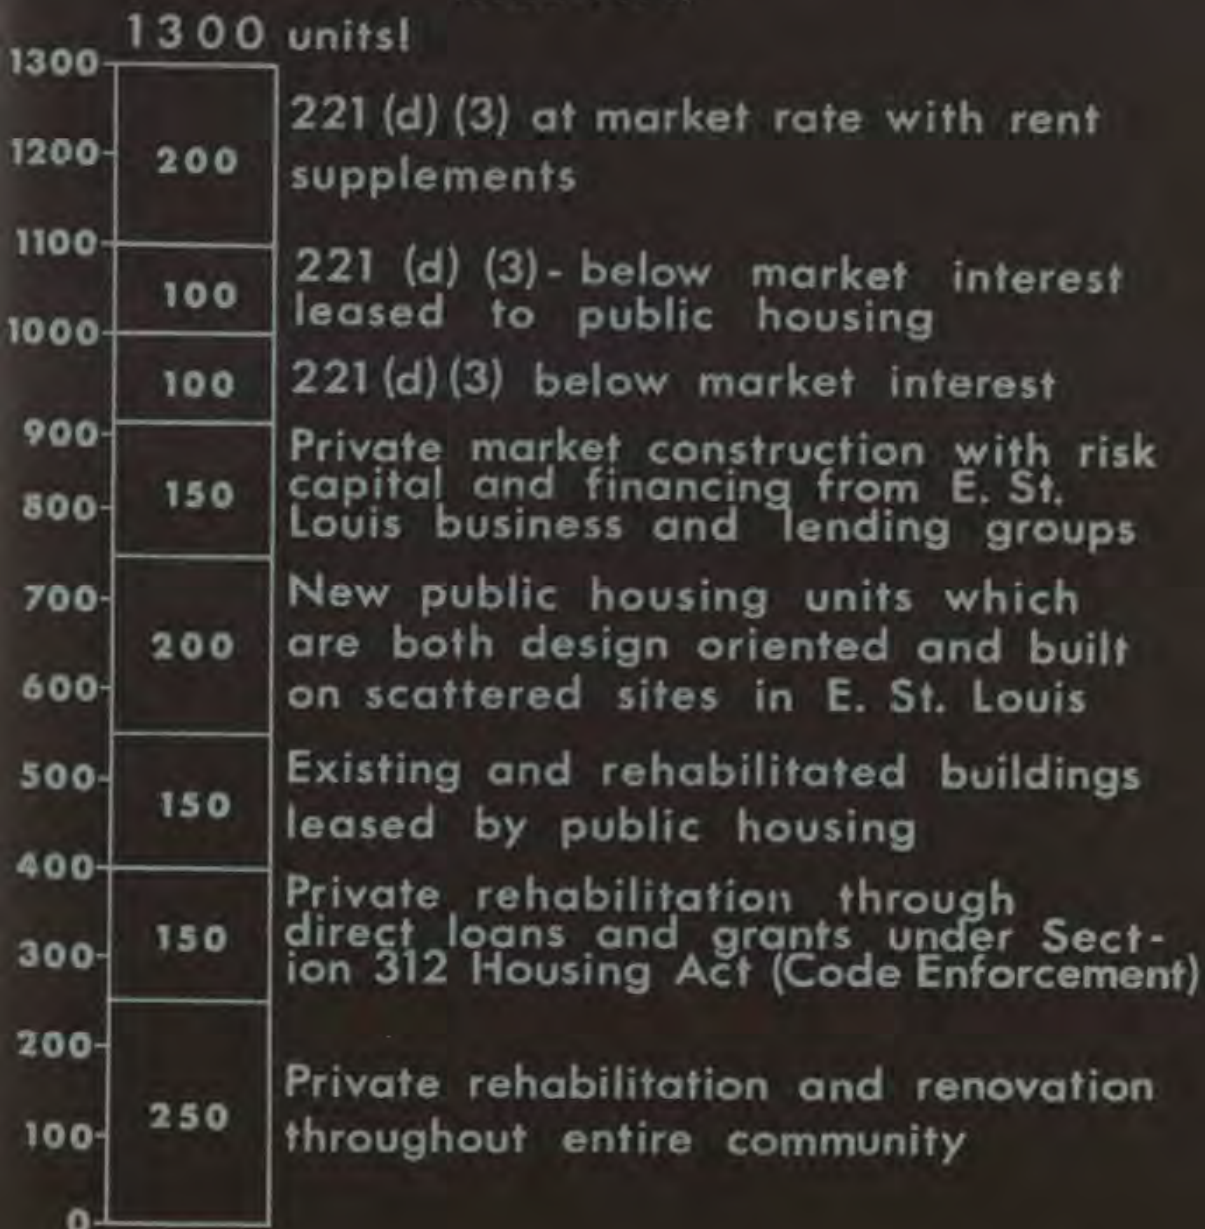 1300 units!
1300
200
221 (d) (3) at market rate with rent
supplements
1200
1100
100
221 (d) (3) - below market interest
leased to public housing
1000
100
221 (d) (3) below market interest
900
150
Private market construction with risk
capital and financing from E. St.
Louis business and lending groups
800
700
200
New public housing units which
are both design oriented and built
on scattered sites in E. St. Louis
600
500
150
Existing and rehabilitated buildings
leased by public housing
400
150
Private rehabilitation through
direct loans and grants under Sect-
ion 312 Housing Act (Code Enforcement)
300
200
250
Private rehabilitation and renovation
throughout entire community
100
0